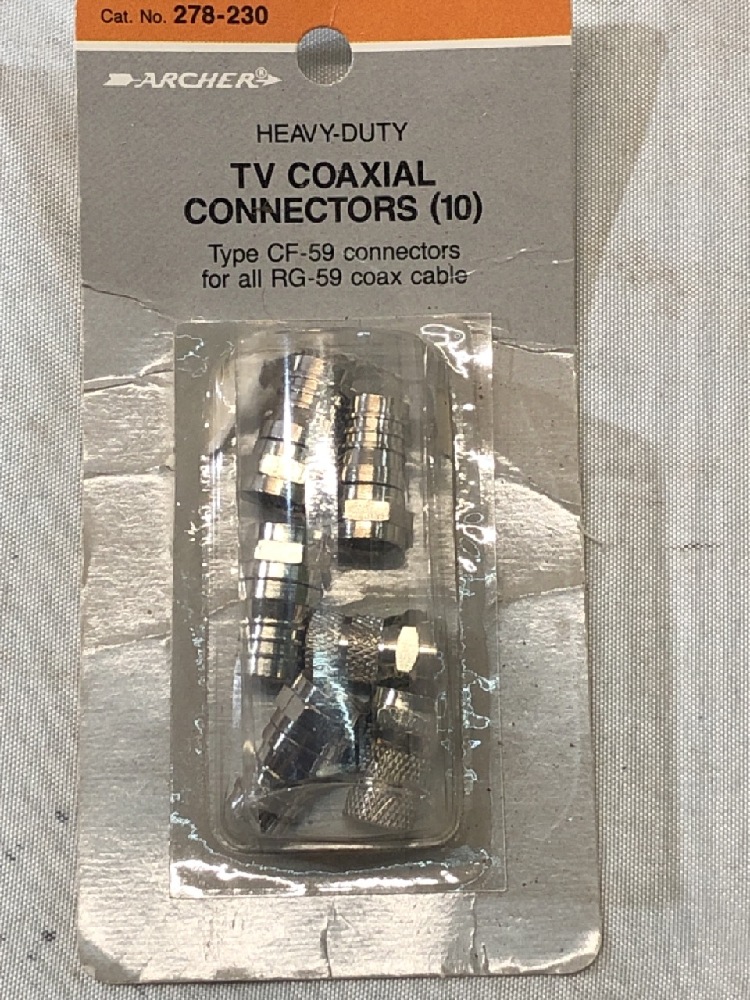 Cat. No. 278-230
ARCHER®
HEAVY-DUTY
TV COAXIAL
CONNECTORS (10)
Type CF-59 connectors
for all RG-59 coax cable